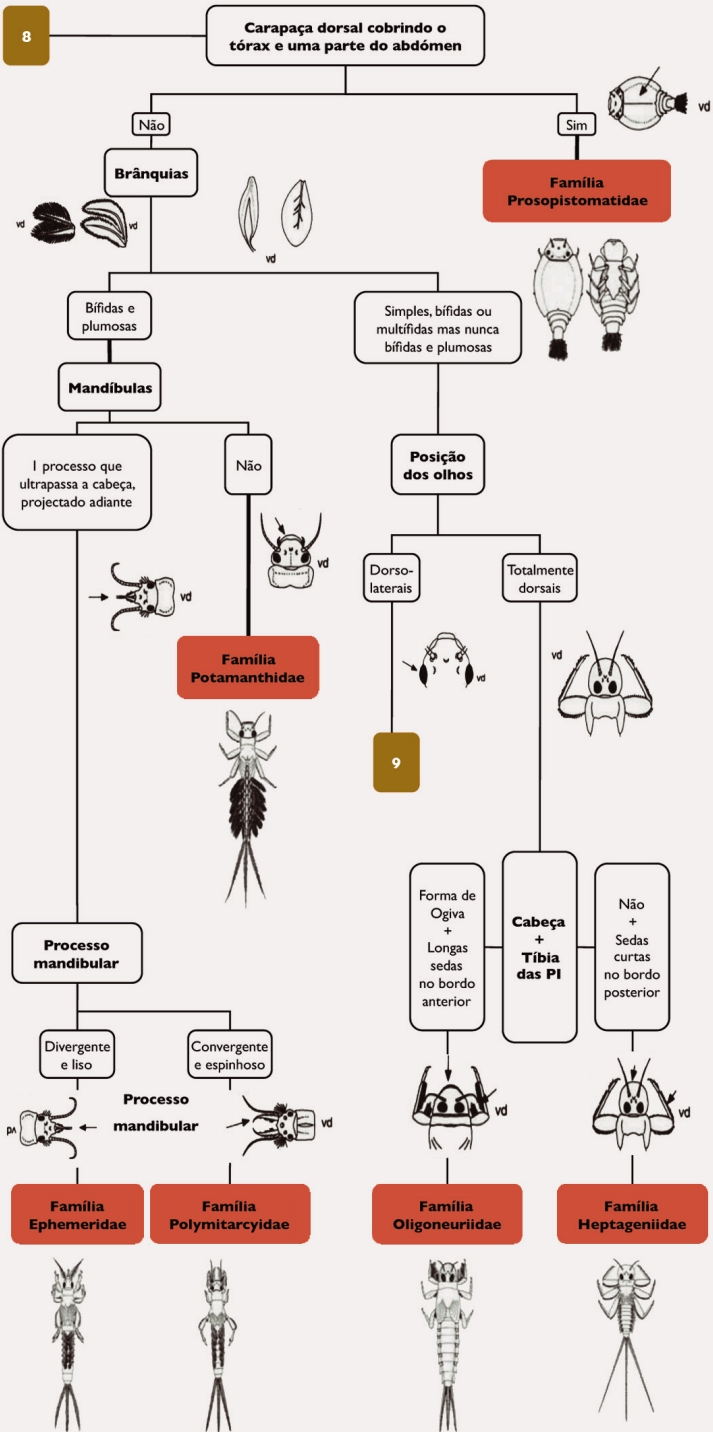 8
Carapaça dorsal cobrindo o
tórax e uma parte do abdómen
vd
Não
Sim
Brânquias
Família
Prosopistomatidae
vd
vd
vd
Bífidas e
plumosas
Simples, bífidas ou
multífidas mas nunca
bífidas e plumosas
Mandíbulas
I processo que
ultrapassa a cabeça,
projectado adiante
Não
Posição
dos olhos
vd
vd
Dorso-
laterais
Totalmente
dorsais
Família
Potamanthidae
vd
vd
9
Forma de
Ogiva
+
Longas
sedas
no bordo
anterior
Cabeça
+
Tíbia
das PI
Não
+
Sedas
curtas
no bordo
posterior
Processo
mandibular
Divergente
e liso
Convergente
e espinhoso
Processo
mandibular
vd
vd
vd
vd
Família
Ephemeridae
Família
Polymitarcyidae
Família
Oligoneuriidae
Família
Heptageniidae